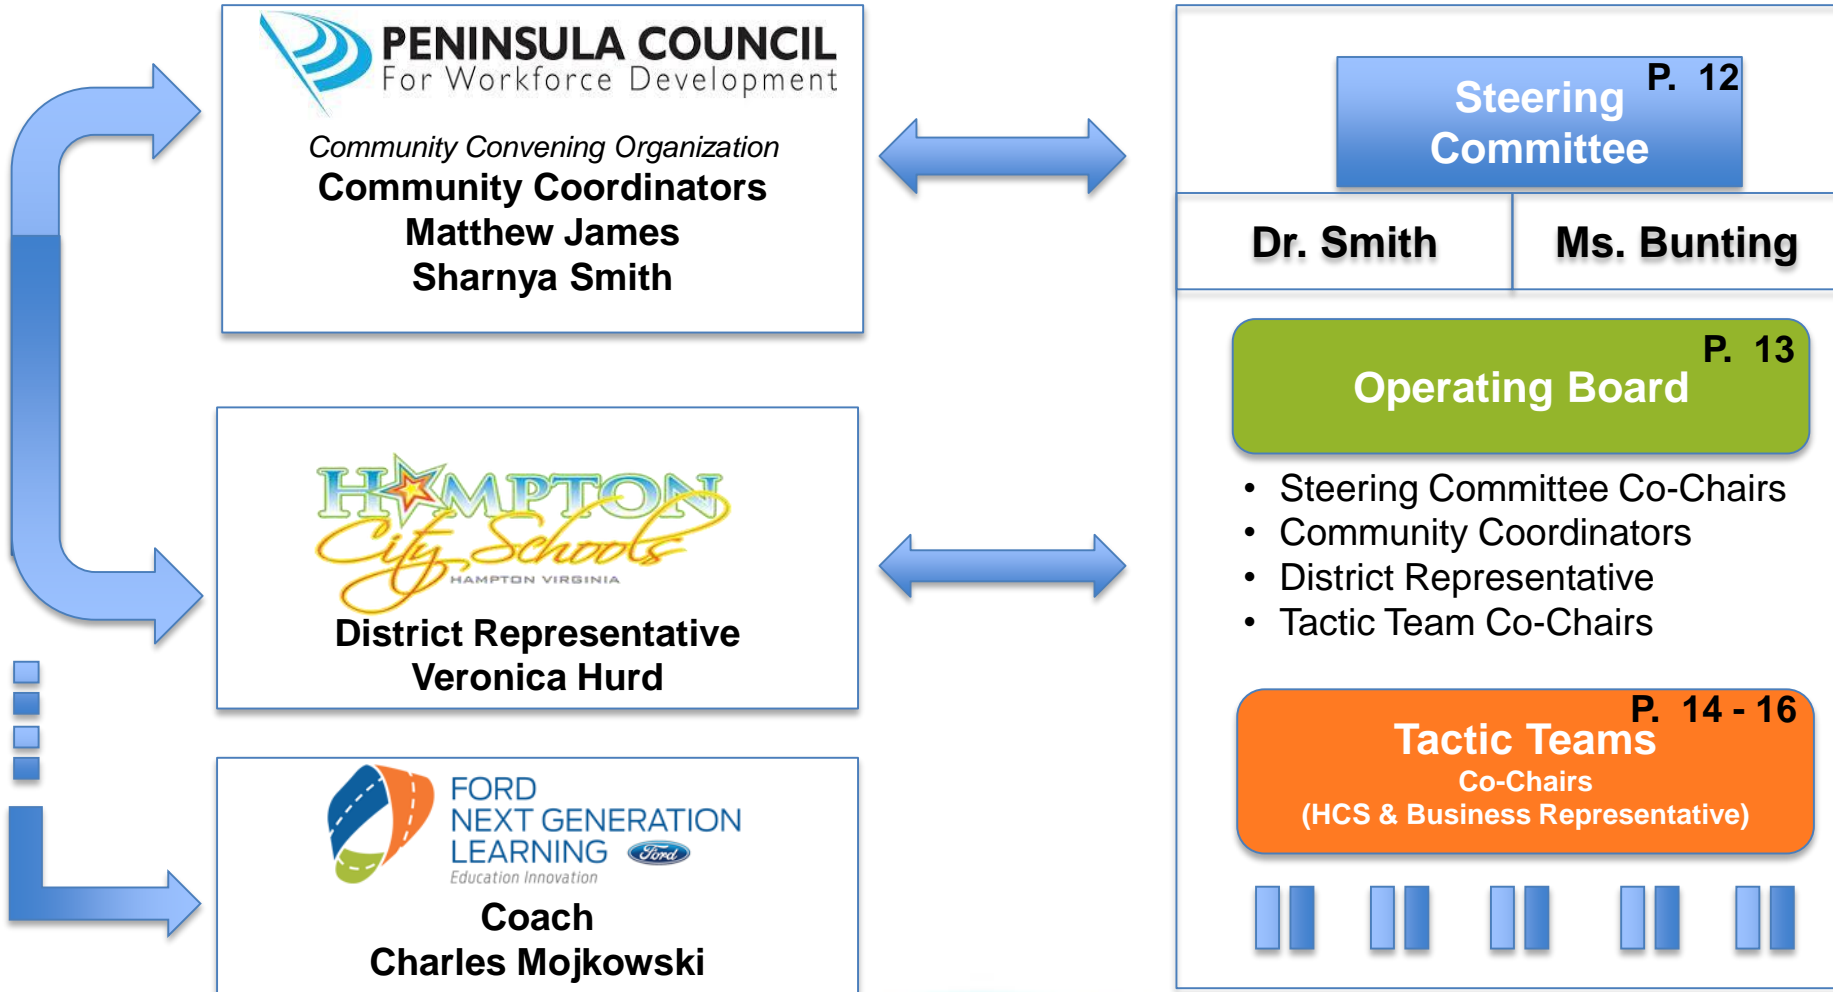 PENINSULA COUNCIL
For Workforce Development
Community Convening Organization
Community Coordinators
Matthew James
Sharnya Smith
HAMPTON
City Schools
HAMPTON VIRGINIA
District Representative
Veronica Hurd
FORD
NEXT GENERATION
LEARNING Ford
Education Innovation
Coach
Charles Mojkowski
P. 12
Steering
Committee
Dr. Smith
Ms. Bunting
P. 13
Operating Board
• Steering Committee Co-Chairs
• Community Coordinators
• District Representative
• Tactic Team Co-Chairs
P. 14 - 16
Tactic Teams
Co-Chairs
(HCS & Business Representative)